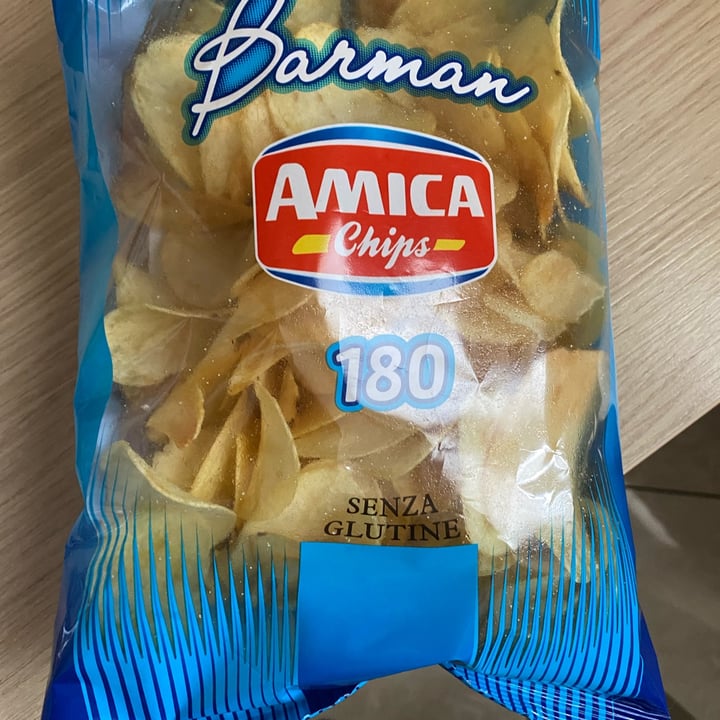 Barman
AMICA
Chips
180
SENZA
GLUTINE